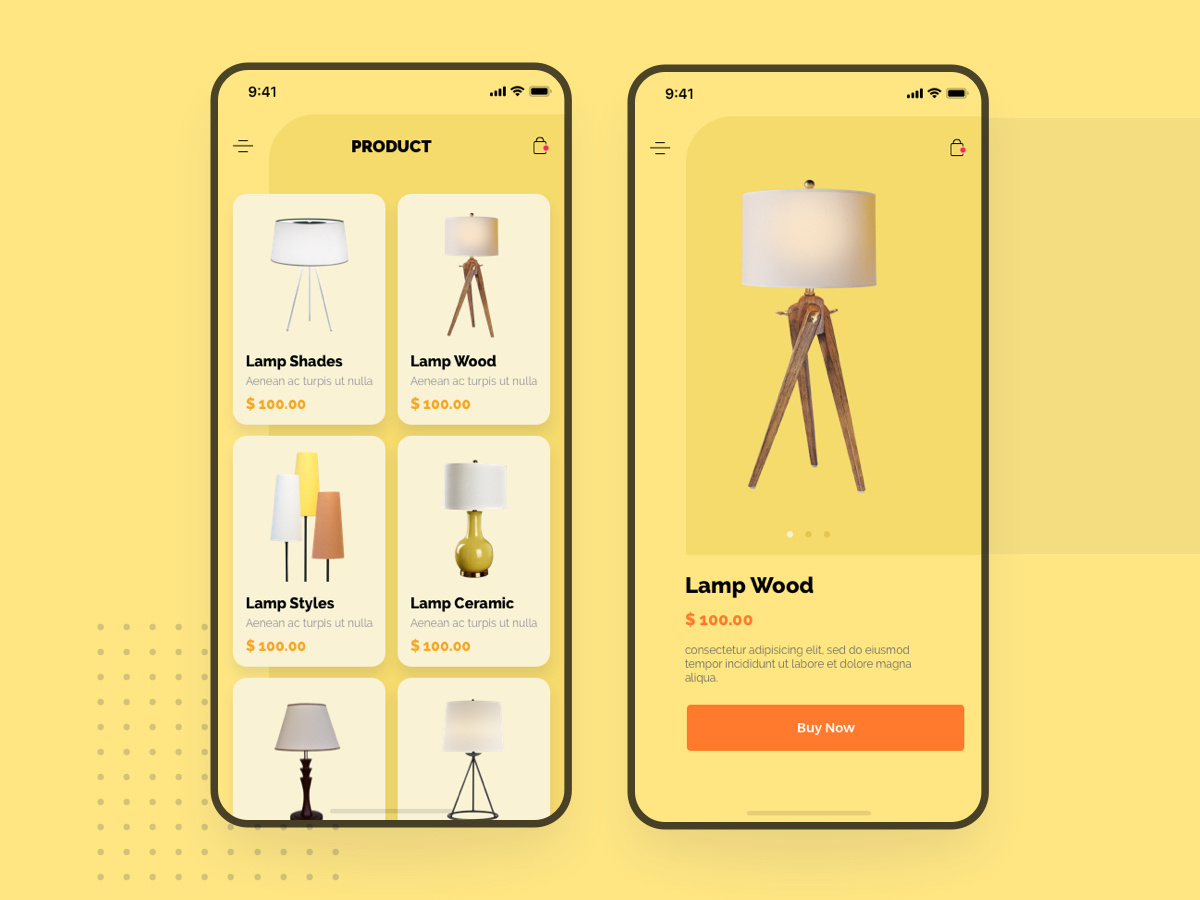 9:41
PRODUCT
Lamp Shades
Aenean ac turpis ut nulla
$ 100.00
Lamp Wood
Aenean ac turpis ut nulla
$ 100.00
Lamp Styles
Aenean ac turpis ut nulla
$ 100.00
Lamp Ceramic
Aenean ac turpis ut nulla
$ 100.00
9:41
Lamp Wood
$ 100.00
consectetur adipisicing elit, sed do eiusmod
tempor incididunt ut labore et dolore magna
aliqua.
Buy Now